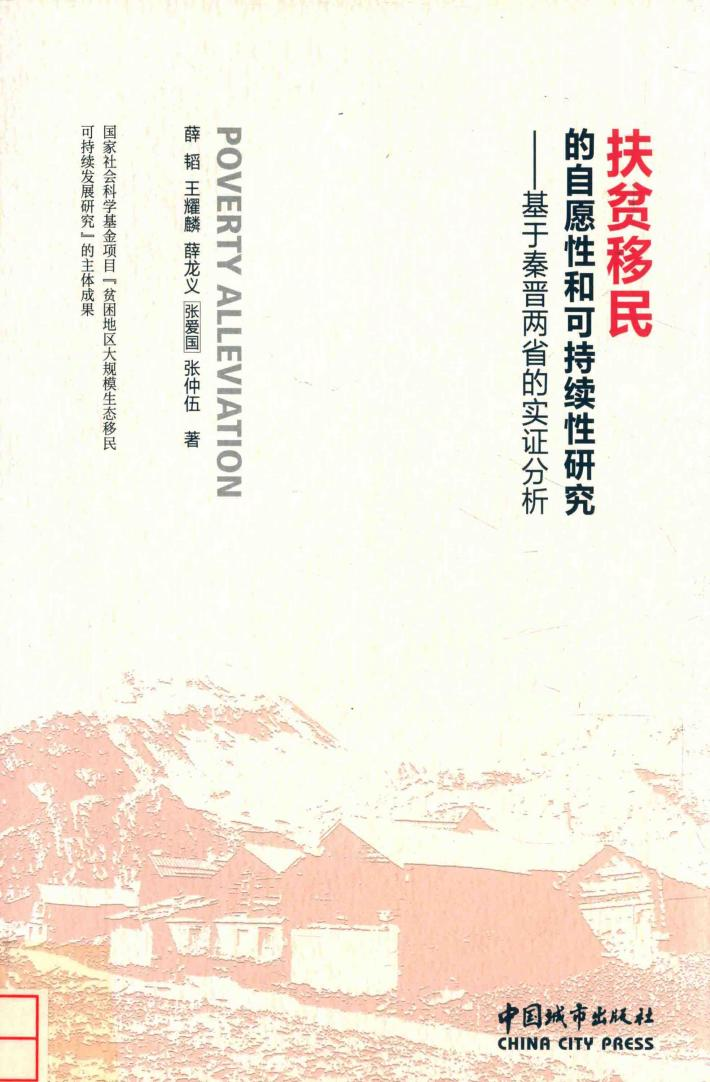 扶贫移民
的自愿性和可持续性研究
——基于秦晋两省的实证分析
POVERTY ALLEVIATION
薛 韬 王耀麟 薛龙义 张爱国 张仲伍 著
国家社会科学基金项目『贫困地区大规模生态移民
可持续发展研究』的主体成果
中国城市出版社
CHINA CITY PRESS